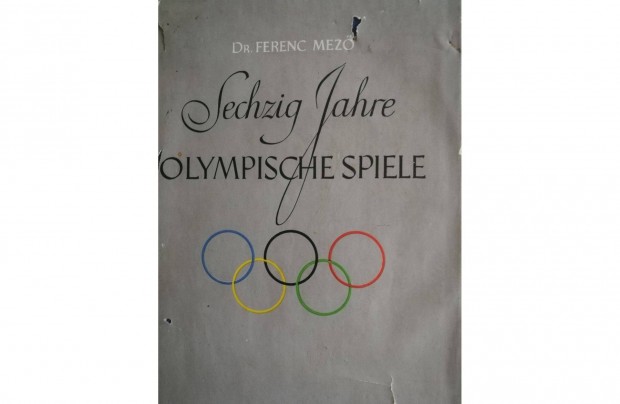 DR. FERENC MEZŐ
Sechzig Jahre
OLYMPISCHE SPIELE